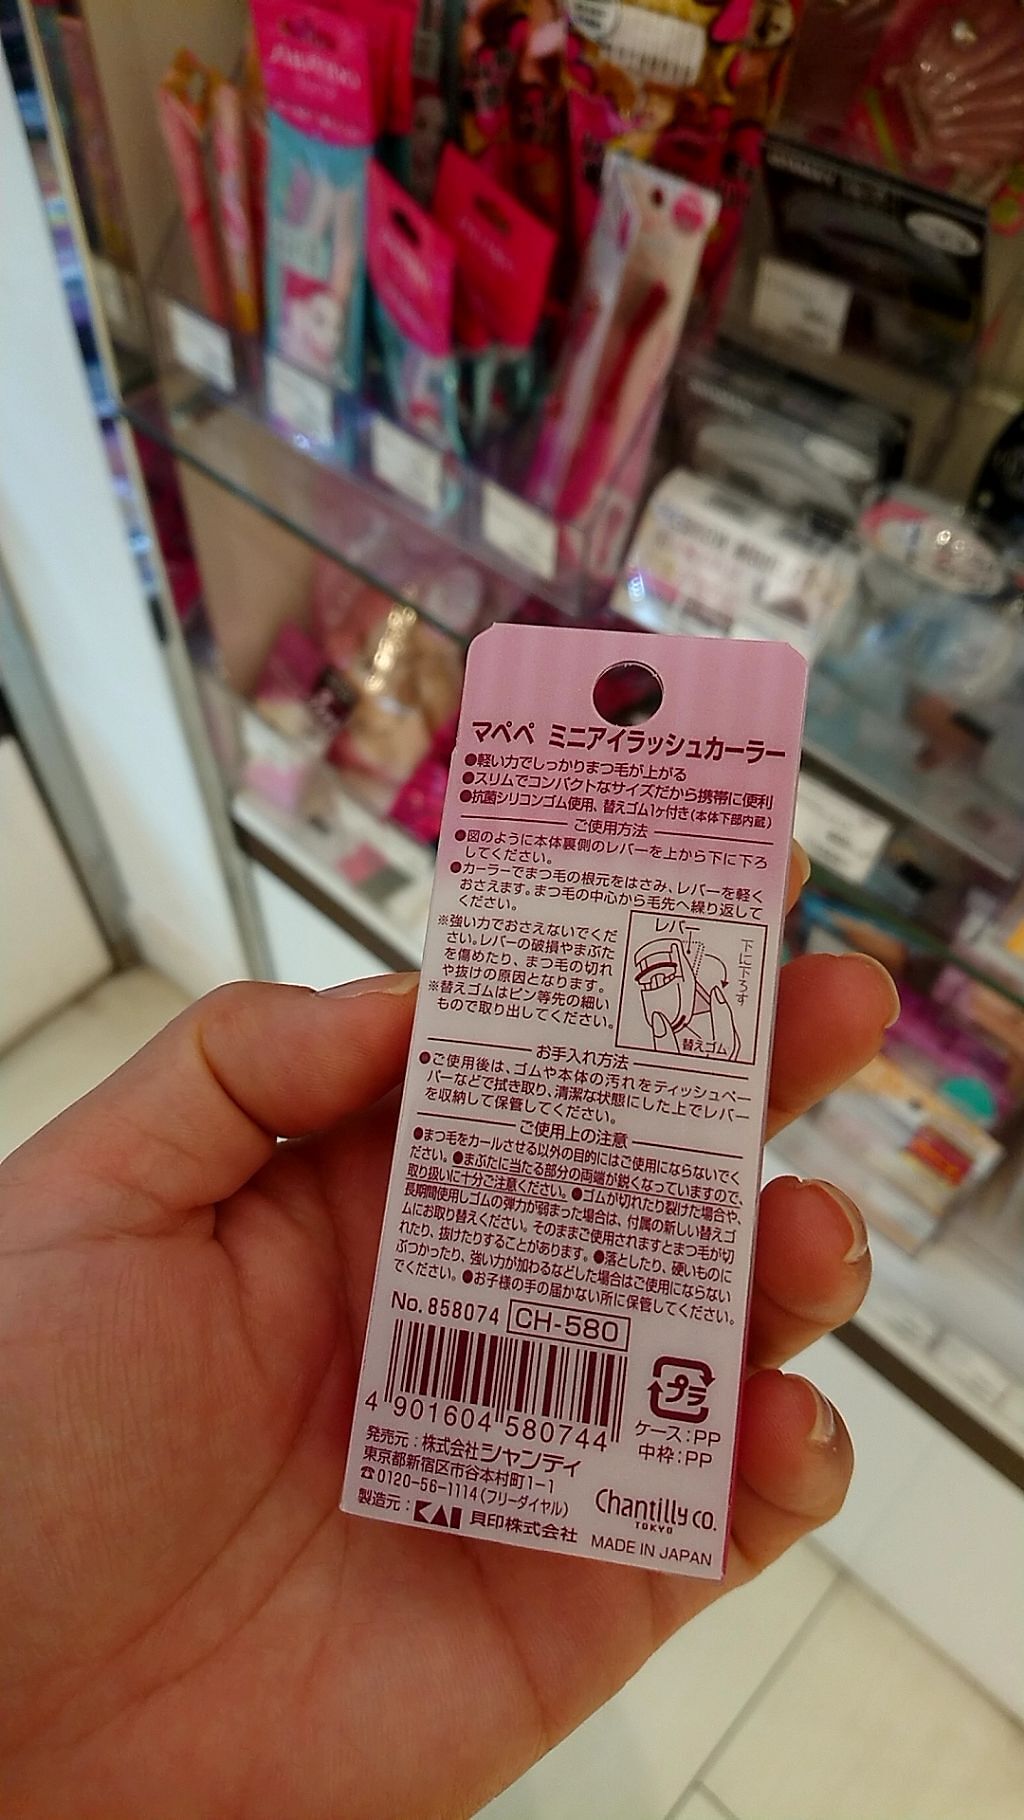 マペペ ミニアイラッシュカーラー
●軽い力でしっかりまつ毛が上がる
●スリムでコンパクトなサイズだから携帯に便利
●抗菌シリコンゴム使用、替えゴム1ヶ付き(本体下部内蔵)
ご使用方法
●図のように本体裏側のレバーを上から下に下ろ
してください。
●カーラーでまつ毛の根元をはさみ、レバーを軽く
おさえます。まつ毛の中心から毛先へ繰り返して
ください。
※強い力でおさえないでくだ
さい。レバーの破損やまぶた
を傷めたり、まつ毛の切れ
や抜けの原因となります。
※替えゴムはピン等先の細い
もので取り出してください。
レバー
下に下ろす
替えゴム
お手入れ方法
●ご使用後は、ゴムや本体の汚れをティッシュペー
パーなどで拭き取り、清潔な状態にした上でレバー
を収納して保管してください。
ご使用上の注意
●まつ毛をカールさせる以外の目的にはご使用にならないでく
ださい。●まぶたに当たる部分の両端が鋭くなっていますので、
取り扱いに十分ご注意ください。●ゴムが切れたり裂けた場合や、
長期間使用しゴムの弾力が弱まった場合は、付属の新しい替えゴ
ムにお取り替えください。そのままご使用されますとまつ毛が切
れたり、抜けたりすることがあります。●落としたり、硬いものに
ぶつかったり、強い力が加わるなどした場合はご使用にならない
でください。●お子様の手の届かない所に保管してください。
No. 858074 CH-580
4 901604 580744
プラ
ケース:PP
中枠:PP
発売元:株式会社シャンティ
東京都新宿区市谷本村町1-1
☎0120-56-1114(フリーダイヤル)
製造元:KAI 貝印株式会社
Chantilly CO.
TOKYO
MADE IN JAPAN